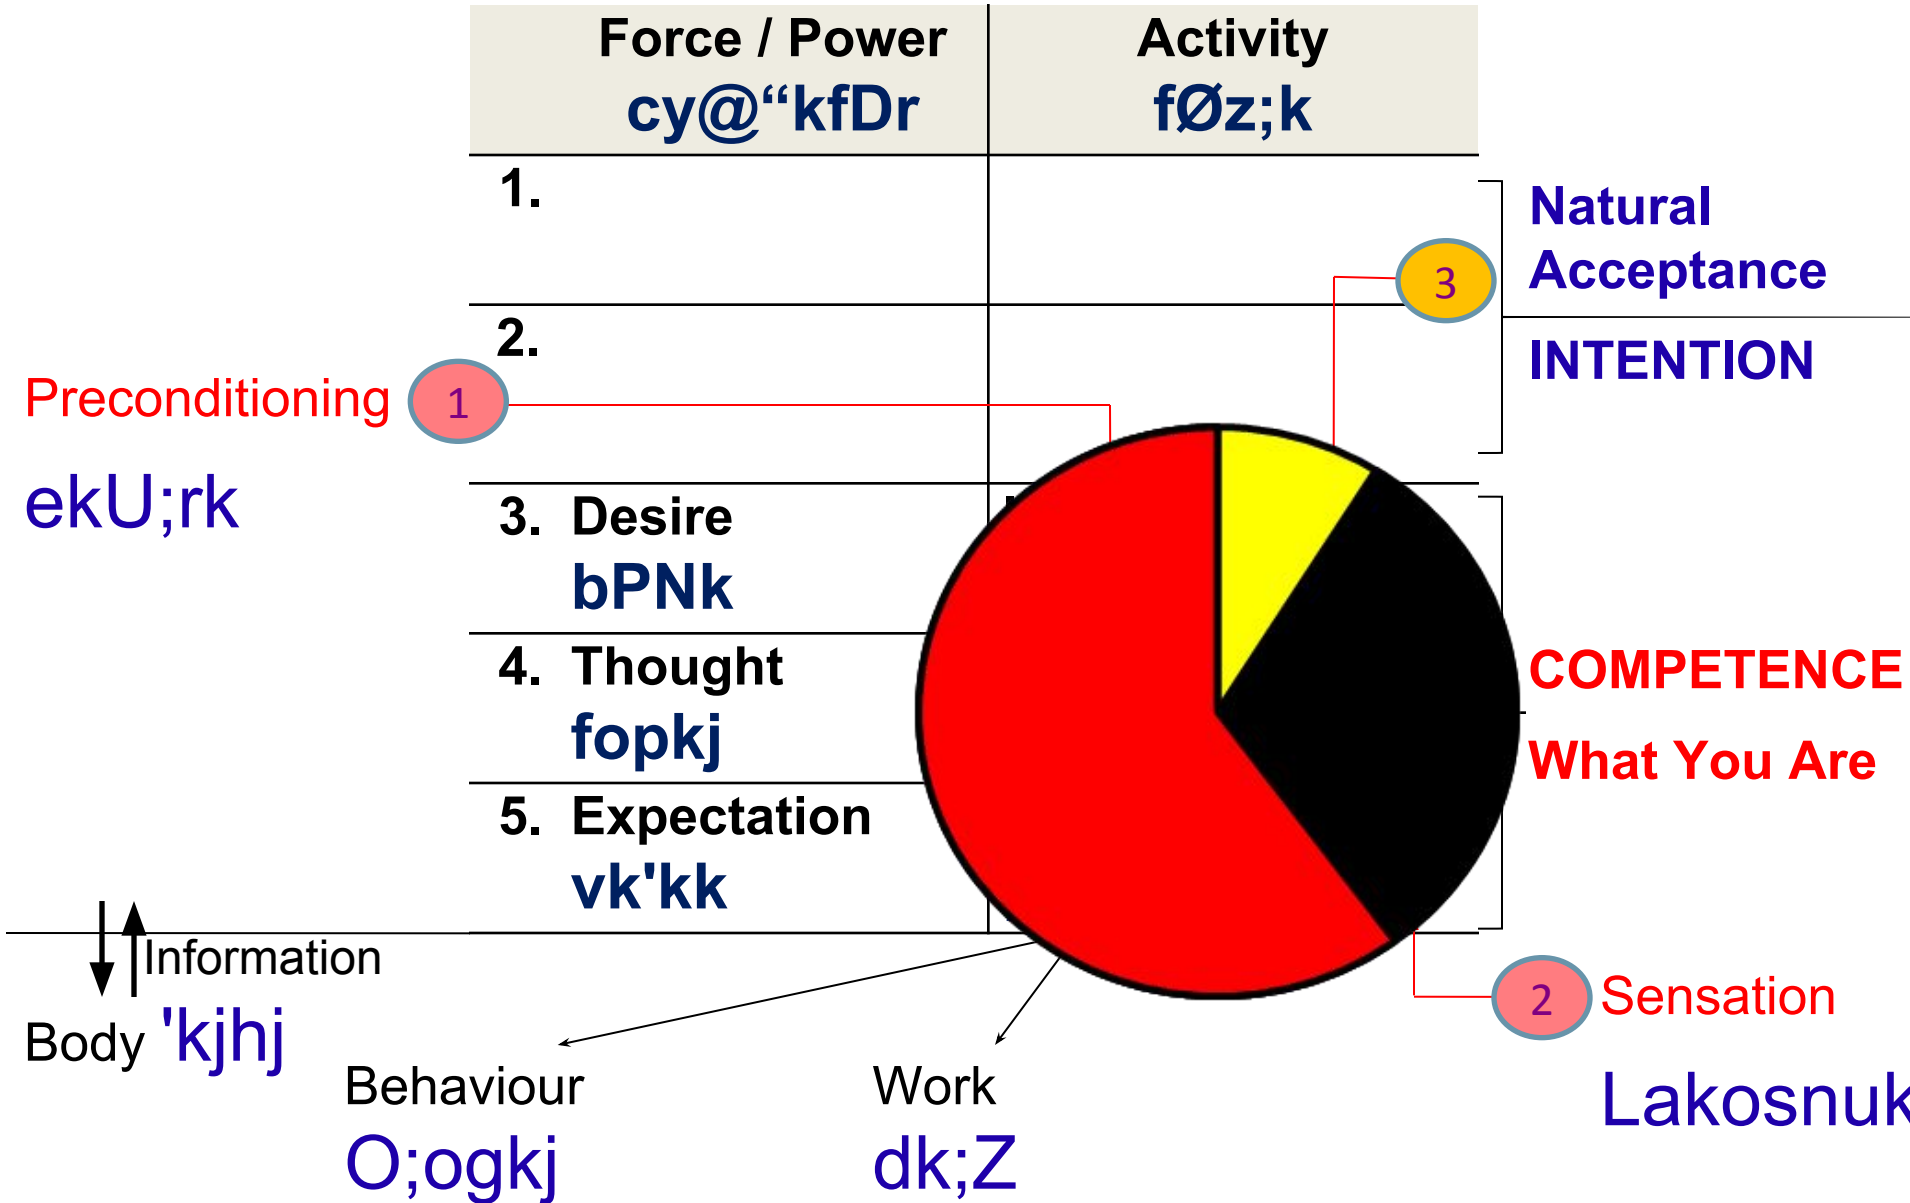 Force / Power
Activity
cy@“kfDr
fØz;k
1.
Natural
Acceptance
3
2.
INTENTION
Preconditioning
1
ekU;rk
3. Desire
bPNk
4. Thought
fopkj
COMPETENCE
What You Are
5. Expectation
vk'kk
Information
Body 'kjhj
2
Sensation
Behaviour
Work
Lakosnuk
O;ogkj
dk;Z